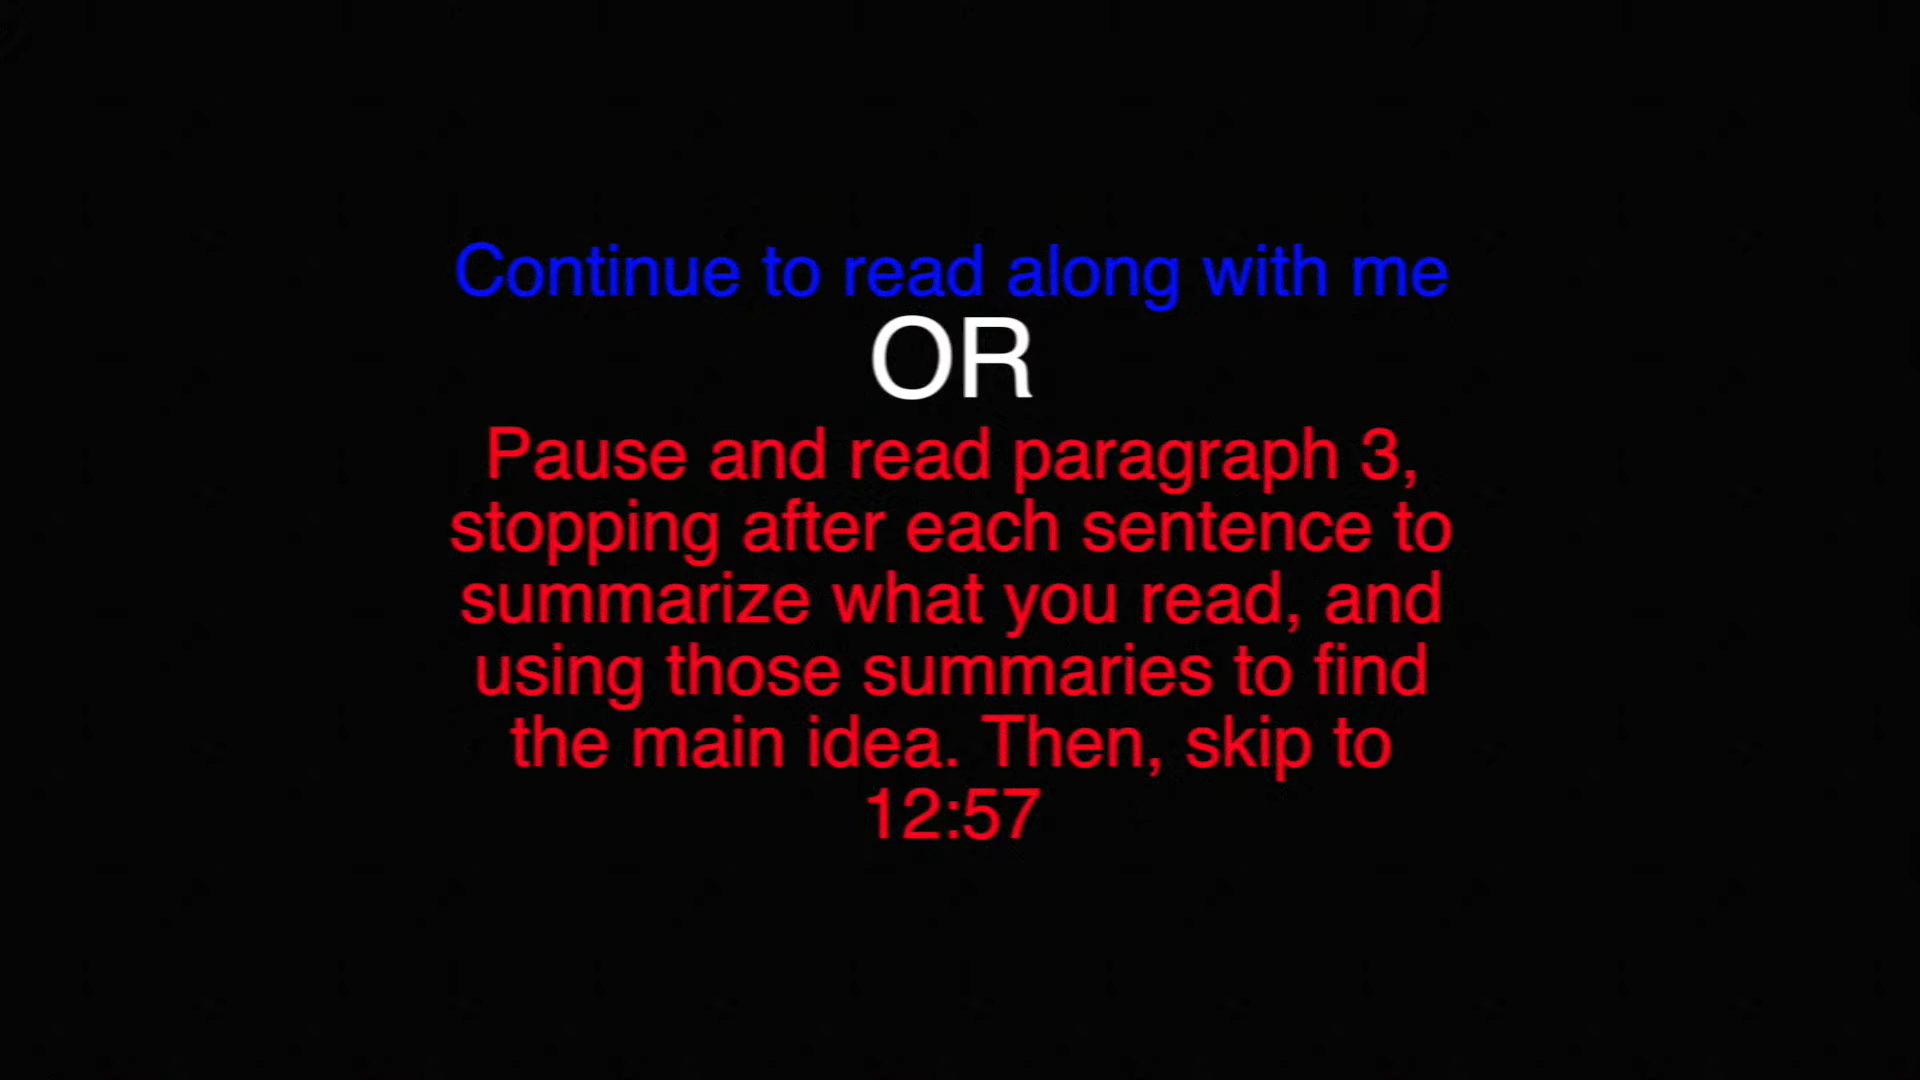 Continue to read along with me
OR
Pause and read paragraph 3,
stopping after each sentence to
summarize what you read, and
using those summaries to find
the main idea. Then, skip to
12:57